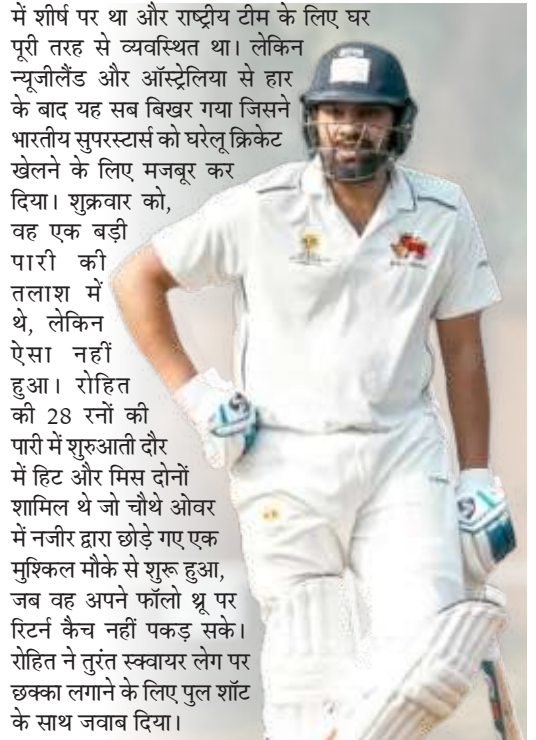 में शीर्ष पर था और राष्ट्रीय टीम के लिए घर
पूरी तरह से व्यवस्थित था। लेकिन
न्यूजीलैंड और ऑस्ट्रेलिया से हार
के बाद यह सब बिखर गया जिसने
भारतीय सुपरस्टार्स को घरेलू क्रिकेट
खेलने के लिए मजबूर कर
दिया। शुक्रवार को,
वह एक बड़ी
पारी की
तलाश में
थे, लेकिन
ऐसा नहीं
हुआ। रोहित
की 28 रनों की
पारी में शुरुआती दौर
में हिट और मिस दोनों
शामिल थे जो चौथे ओवर
में नजीर द्वारा छोड़े गए एक
मुश्किल मौके से शुरू हुआ,
जब वह अपने फॉलो थ्रू पर
रिटर्न कैच नहीं पकड़ सके।
रोहित ने तुरंत स्क्वायर लेग पर
छक्का लगाने के लिए पुल शॉट
के साथ जवाब दिया।